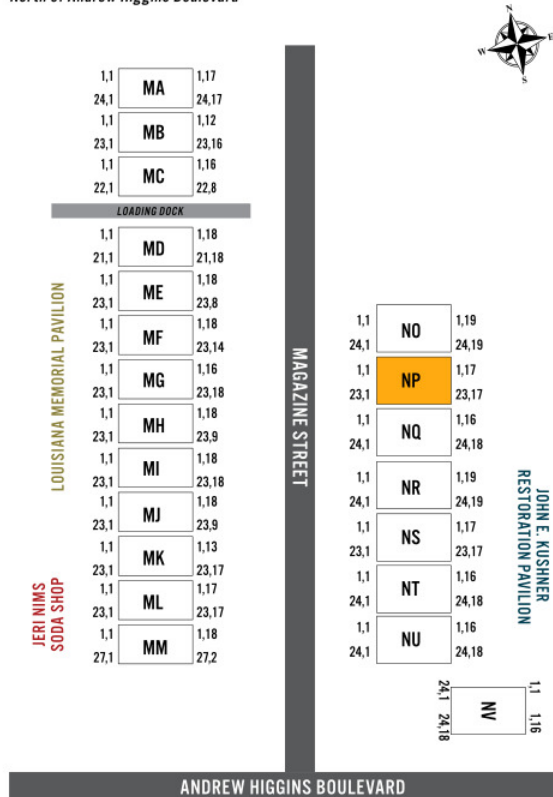 North of Andrew Higgins Boulevard
N
W
E
S
1,1 MA 1,17
24,1 24,17
1,1 MB 1,12
23,1 23,16
1,1 MC 1,16
22,1 22,8
LOADING DOCK
1,1 MD 1,18
21,1 21,18
1,1 ME 1,18
23,1 23,8
1,1 MF 1,18
23,1 23,14
1,1 MG 1,16
23,1 23,18
1,1 MH 1,18
23,1 23,9
1,1 MI 1,18
23,1 23,18
1,1 MJ 1,18
23,1 23,9
1,1 MK 1,13
23,1 23,17
1,1 ML 1,17
23,1 23,17
1,1 MM 1,18
27,1 27,2
LOUISIANA MEMORIAL PAVILION
JERI NIMS
SODA SHOP
MAGAZINE STREET
1,1 NO 1,19
24,1 24,19
1,1 NP 1,17
23,1 23,17
1,1 NQ 1,16
24,1 24,18
1,1 NR 1,19
24,1 24,19
1,1 NS 1,17
23,1 23,17
1,1 NT 1,16
24,1 24,18
1,1 NU 1,16
24,1 24,18
JOHN E. KUSHNER
RESTORATION PAVILION
1,1 NV 1,16
24,1 24,18
ANDREW HIGGINS BOULEVARD